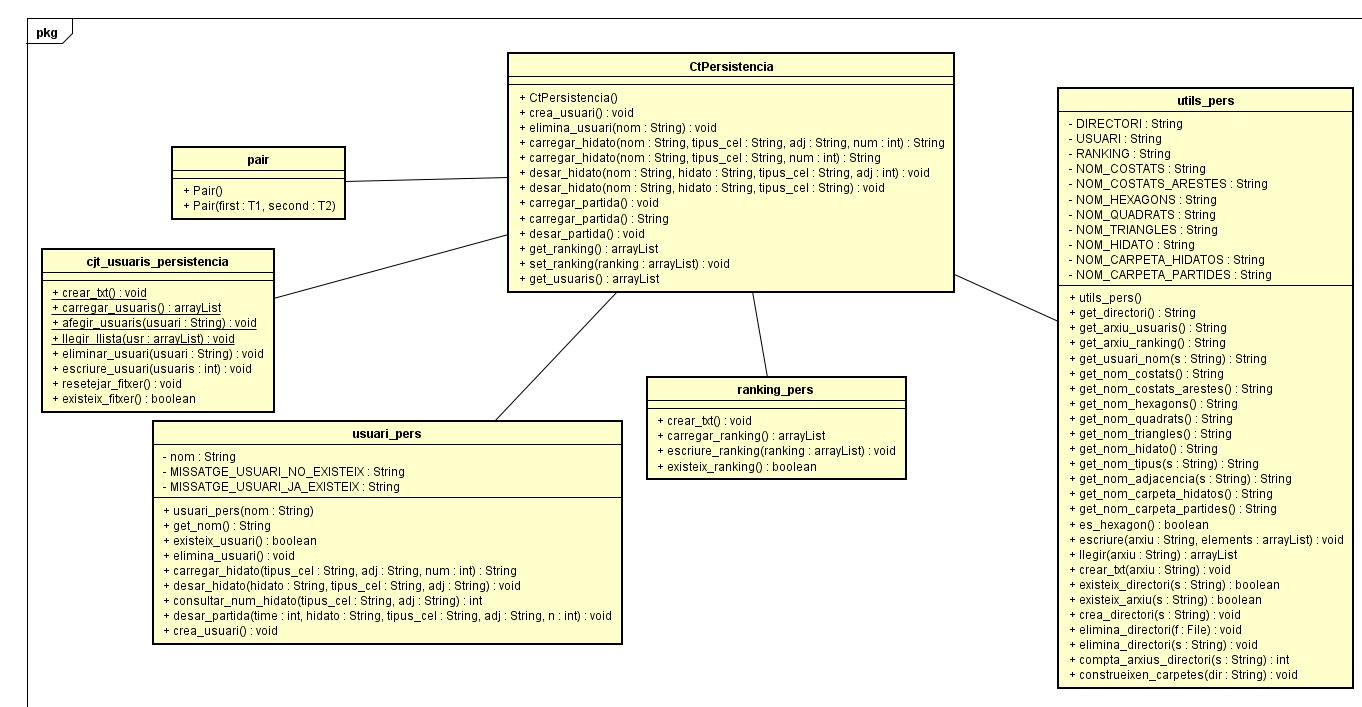 pkg
CtPersistencia
+ CtPersistencia()
+ crea_usuari() : void
+ elimina_usuari(nom : String) : void
+ carregar_hidato(nom : String, tipus_cel : String, adj : String, num : int) : String
+ carregar_hidato(nom : String, tipus_cel : String, num : int) : String
+ desar_hidato(nom : String, hidato : String, tipus_cel : String, adj : int) : void
+ desar_hidato(nom : String, hidato : String, tipus_cel : String) : void
+ carregar_partida() : void
+ carregar_partida() : String
+ desar_partida() : void
+ get_ranking() : arrayList
+ set_ranking(ranking : arrayList) : void
+ get_usuaris() : arrayList
pair
+ Pair()
+ Pair(first : T1, second : T2)
cjt_usuaris_persistencia
+ crear_txt() : void
+ carregar_usuaris() : arrayList
+ afegir_usuaris(usuari : String) : void
+ llegir_llista(usr : arrayList) : void
+ eliminar_usuari(usuari : String) : void
+ escriure_usuari(usuaris : int) : void
+ resetejar_fitxer() : void
+ existeix_fitxer() : boolean
usuari_pers
- nom : String
- MISSATGE_USUARI_NO_EXISTEIX : String
- MISSATGE_USUARI_JA_EXISTEIX : String
+ usuari_pers(nom : String)
+ get_nom() : String
+ existeix_usuari() : boolean
+ elimina_usuari() : void
+ carregar_hidato(tipus_cel : String, adj : String, num : int) : String
+ desar_hidato(hidato : String, tipus_cel : String, adj : String) : void
+ consultar_num_hidato(tipus_cel : String, adj : String) : int
+ desar_partida(time : int, hidato : String, tipus_cel : String, adj : String, n : int) : void
+ crea_usuari() : void
ranking_pers
+ crear_txt() : void
+ carregar_ranking() : arrayList
+ escriure_ranking(ranking : arrayList) : void
+ existeix_ranking() : boolean
utils_pers
- DIRECTORI : String
- USUARI : String
- RANKING : String
- NOM_COSTATS : String
- NOM_COSTATS_ARESTES : String
- NOM_HEXAGONS : String
- NOM_QUADRATS : String
- NOM_TRIANGLES : String
- NOM_HIDATO : String
- NOM_CARPETA_HIDATOS : String
- NOM_CARPETA_PARTIDES : String
+ utils_pers()
+ get_directori() : String
+ get_arxiu_usuaris() : String
+ get_arxiu_ranking() : String
+ get_usuari_nom(s : String) : String
+ get_nom_costats() : String
+ get_nom_costats_arestes() : String
+ get_nom_hexagons() : String
+ get_nom_quadrats() : String
+ get_nom_triangles() : String
+ get_nom_hidato() : String
+ get_nom_tipus(s : String) : String
+ get_nom_adjacencia(s : String) : String
+ get_nom_carpeta_hidatos() : String
+ get_nom_carpeta_partides() : String
+ es_hexagon() : boolean
+ escriure(arxiu : String, elements : arrayList) : void
+ llegir(arxiu : String) : arrayList
+ crear_txt(arxiu : String) : void
+ existeix_directori(s : String) : boolean
+ existeix_arxiu(s : String) : boolean
+ crea_directori(s : String) : void
+ elimina_directori(f : File) : void
+ elimina_directori(s : String) : void
+ compta_arxius_directori(s : String) : int
+ construeixen_carpetes(dir : String) : void